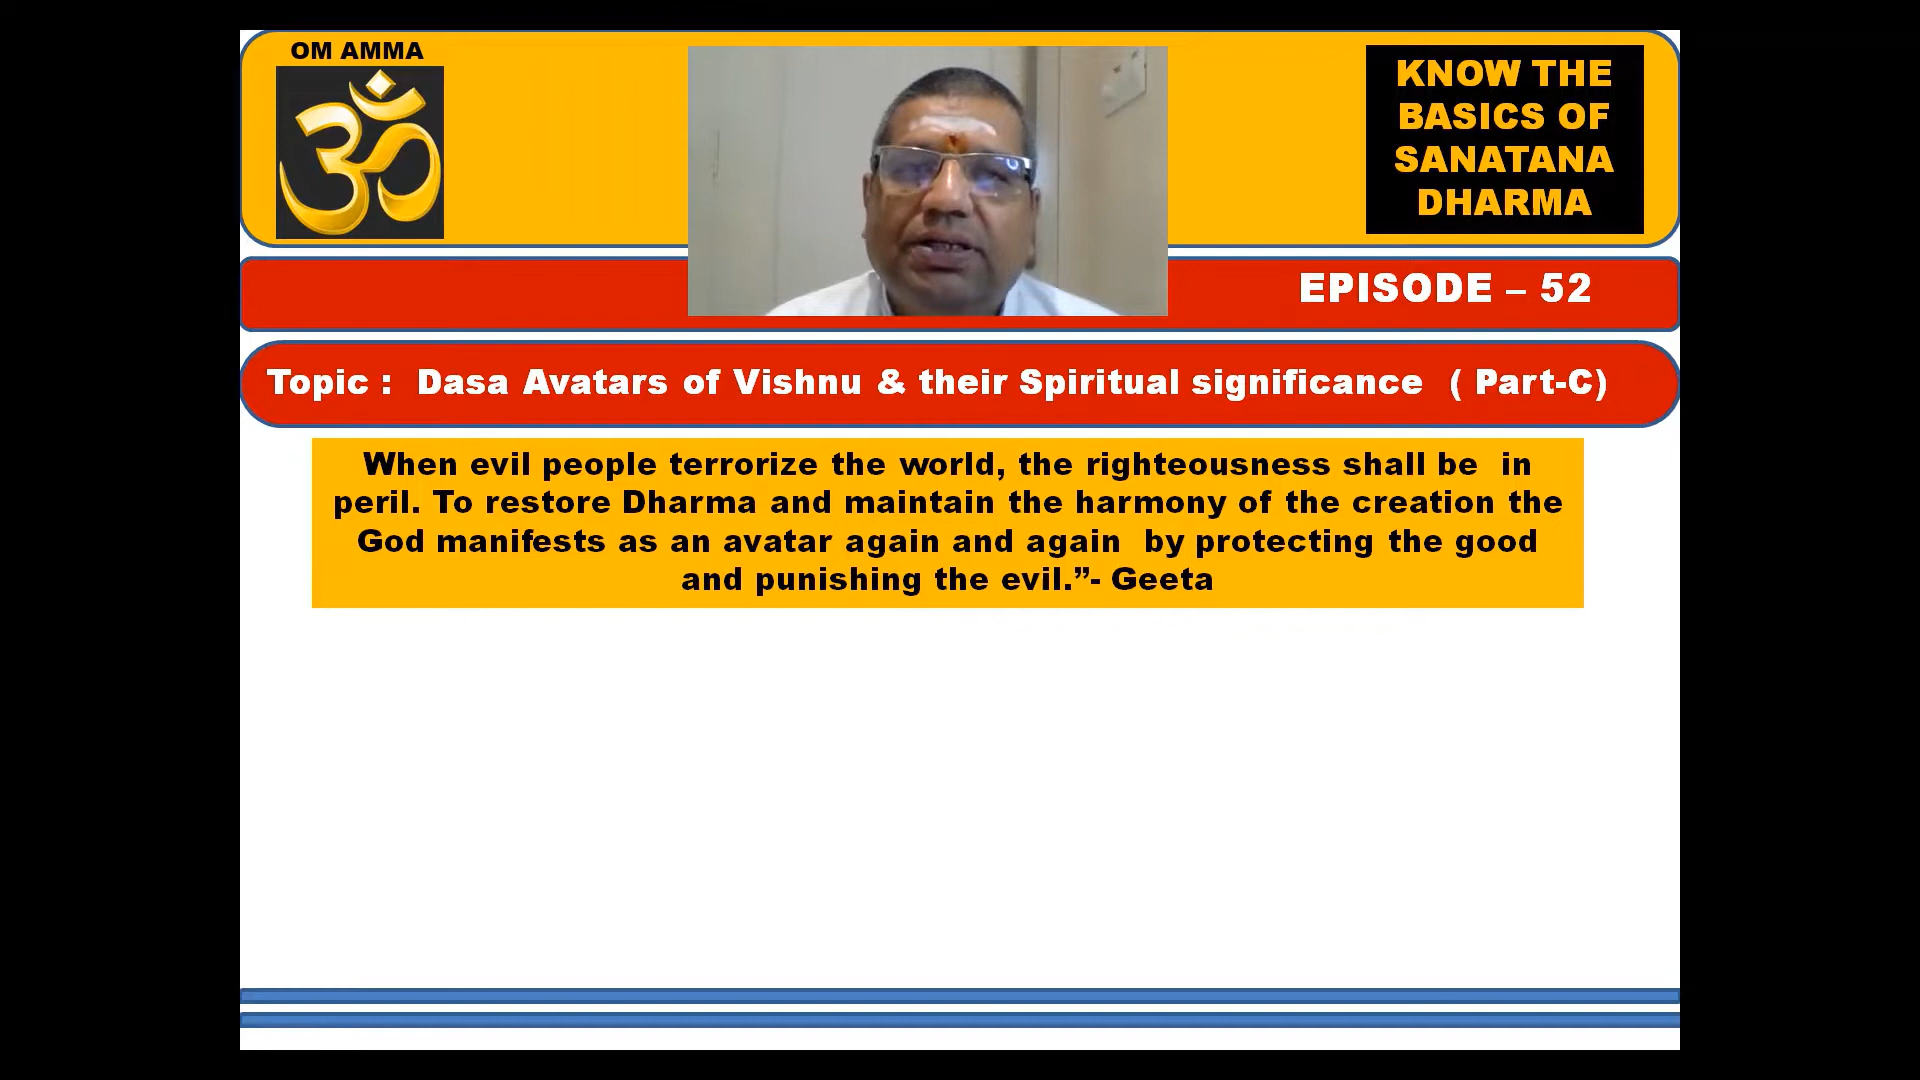 OM AMMA
KNOW THE
BASICS OF
SANATANA
DHARMA
EPISODE – 52
Topic : Dasa Avatars of Vishnu & their Spiritual significance ( Part-C)
When evil people terrorize the world, the righteousness shall be in
peril. To restore Dharma and maintain the harmony of the creation the
God manifests as an avatar again and again by protecting the good
and punishing the evil.”- Geeta